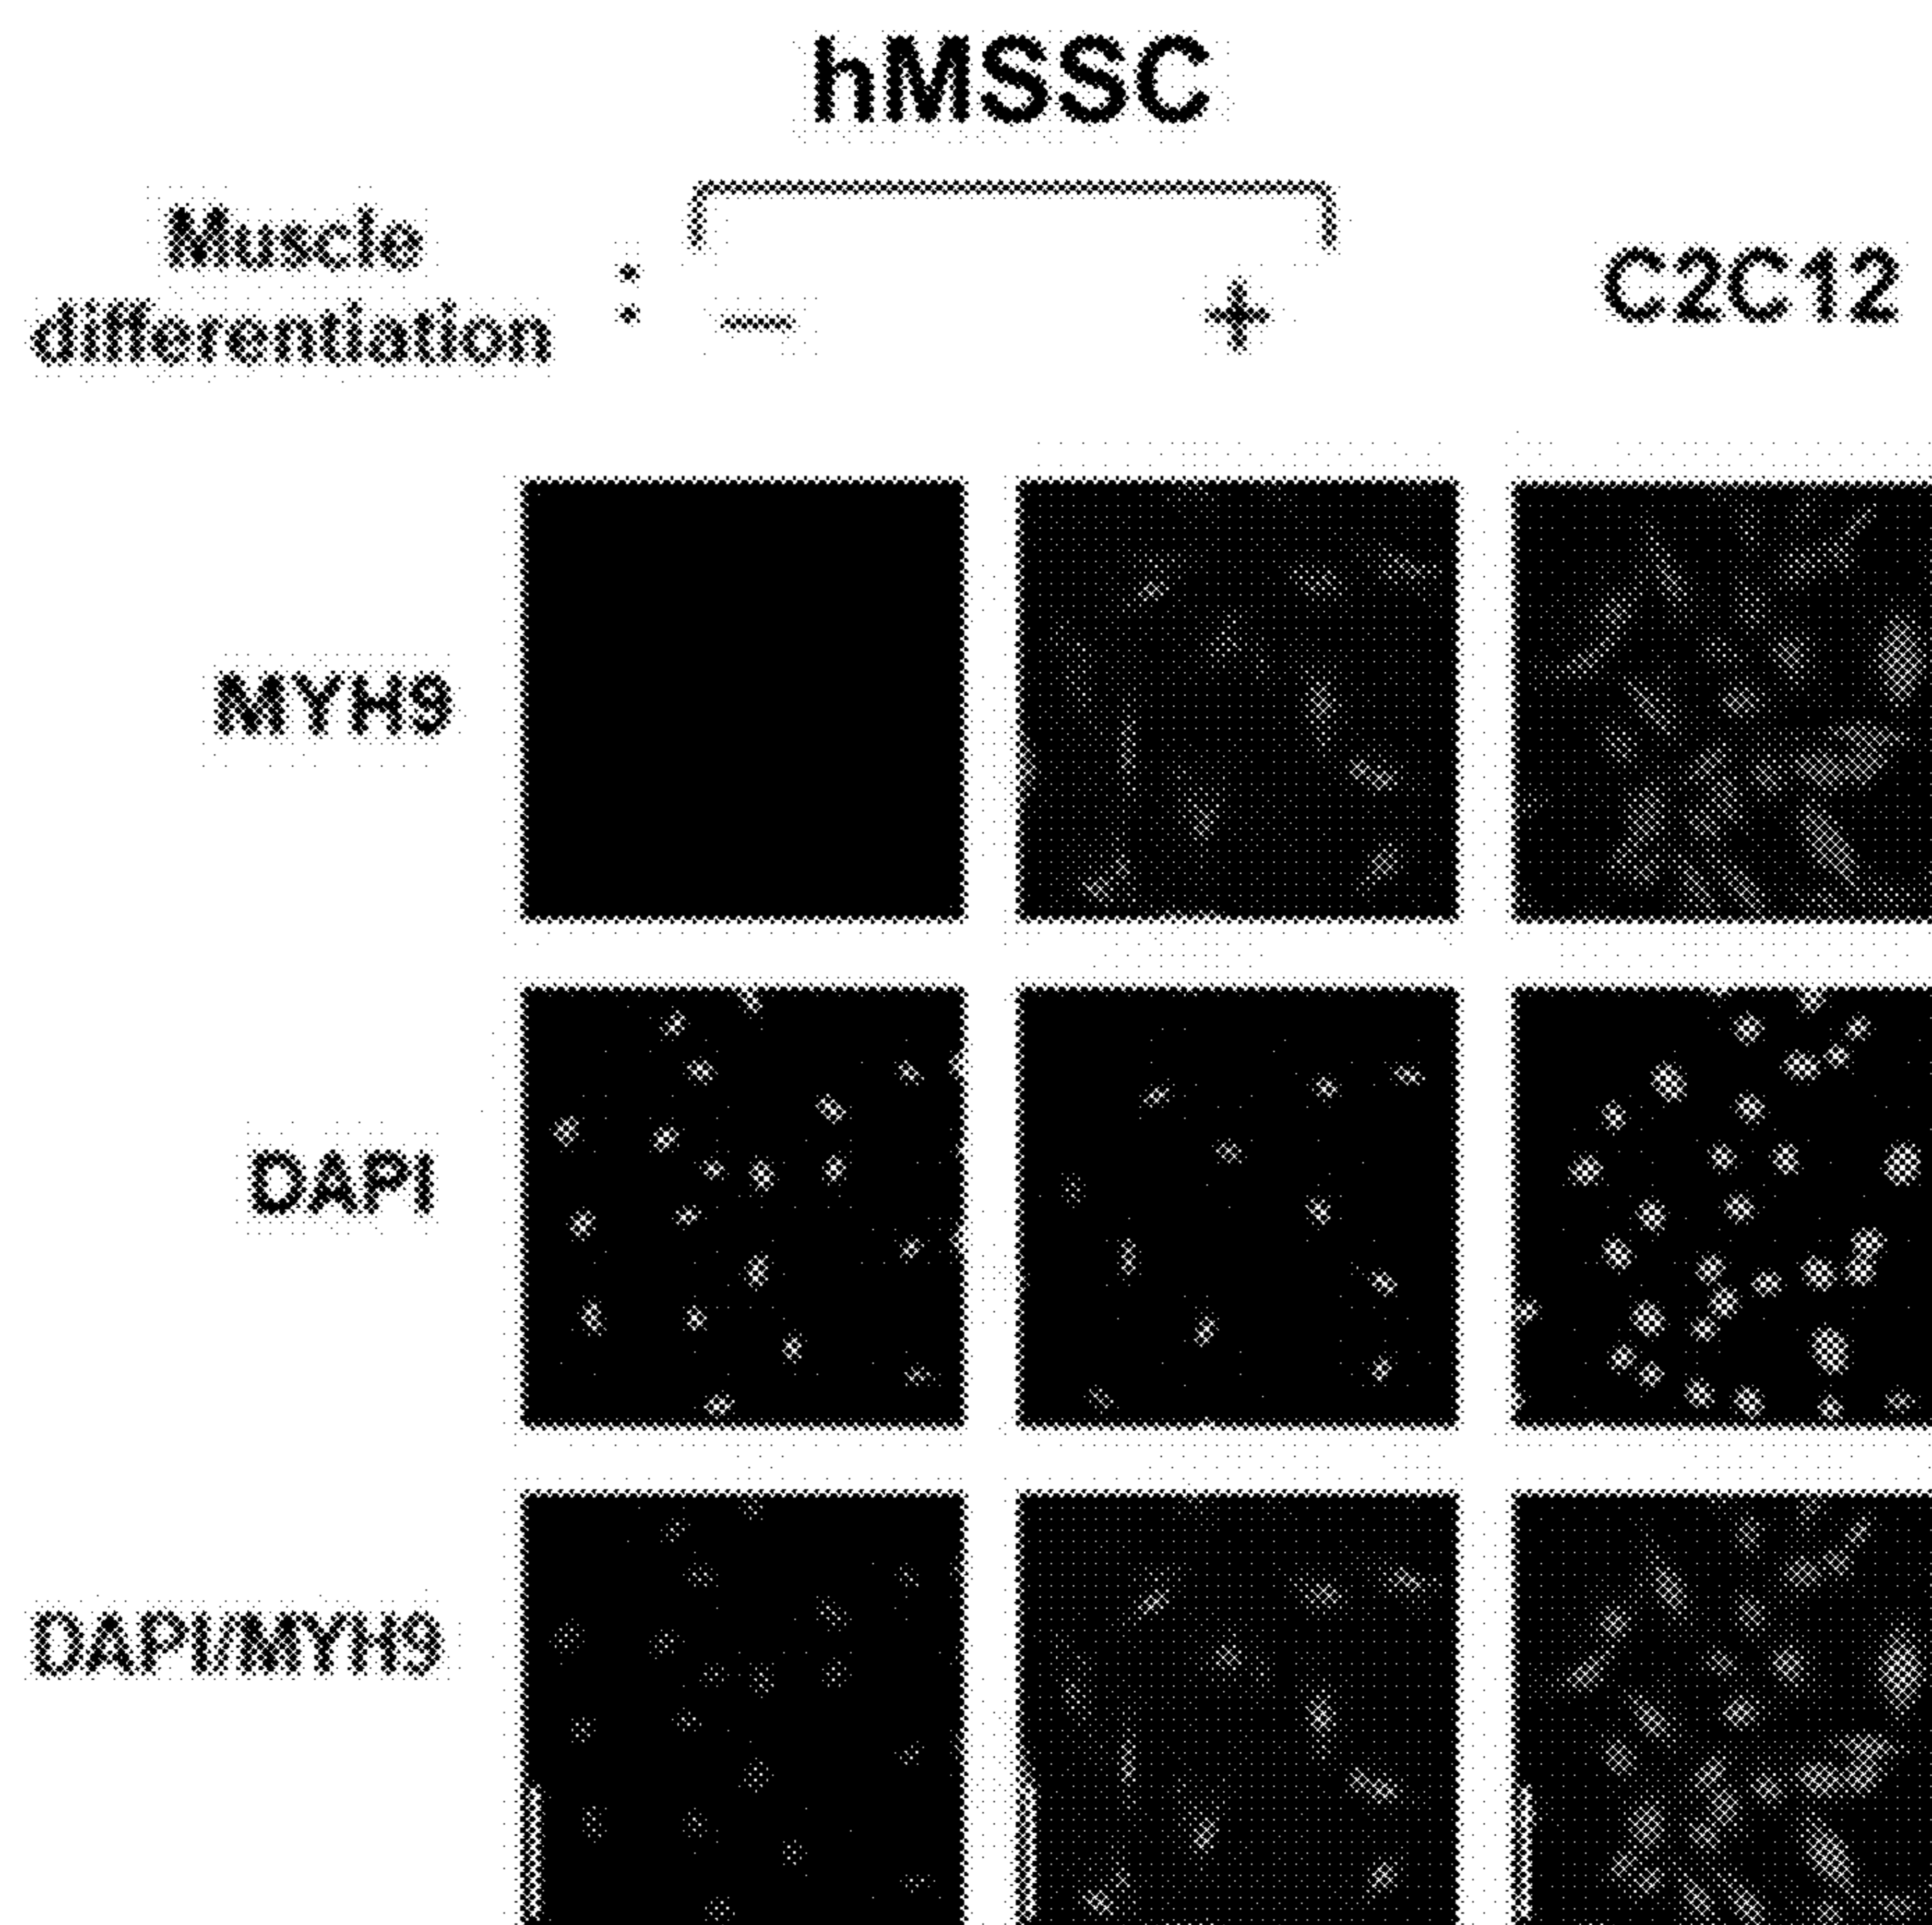 hMSSC
Muscle
differentiation : − +
C2C12
MYH9
DAPI
DAPI/MYH9